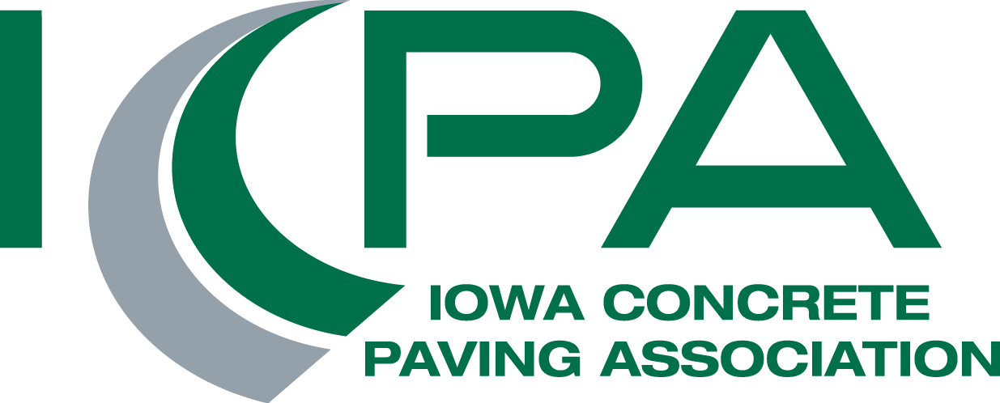 ICPA
IOWA CONCRETE
PAVING ASSOCIATION